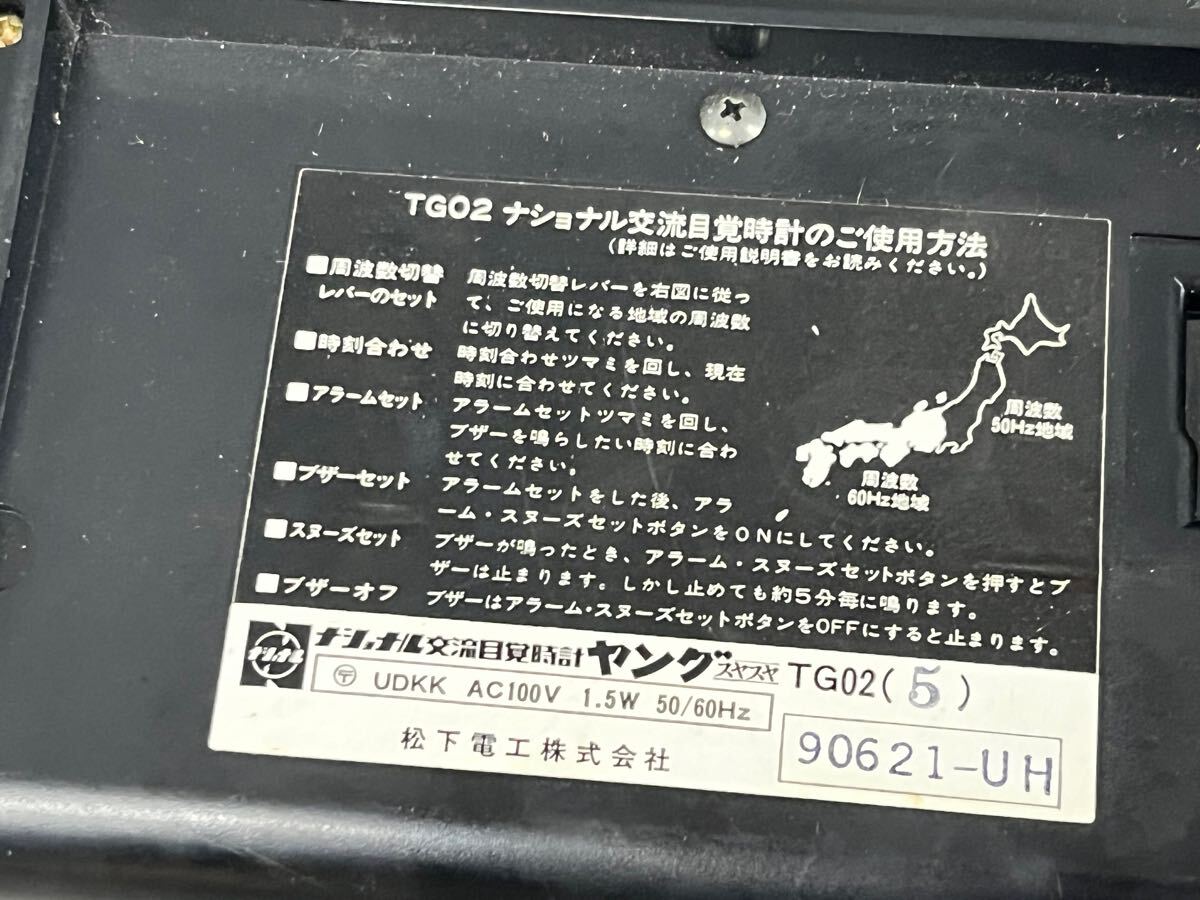 TG02 ナショナル交流目覚時計のご使用方法
(詳細はご使用説明書をお読みください。)
■周波数切替
レバーのセット
周波数切替レバーを右図に従っ
て、ご使用になる地域の周波数
に切り替えてください。
■時刻合わせ
時刻合わせツマミを回し、現在
時刻に合わせてください。
■アラームセット
アラームセットツマミを回し、
ブザーを鳴らしたい時刻に合わ
せてください。
■ブザーセット
アラームセットをした後、アラ
ーム・スヌーズセットボタンをONにしてください。
■スヌーズセット
ブザーが鳴ったとき、アラーム・スヌーズセットボタンを押すとブ
ザーは止まります。しかし止めても約5分毎に鳴ります。
■ブザーオフ
ブザーはアラーム・スヌーズセットボタンをOFFにすると止まります。
周波数
50Hz地域
周波数
60Hz地域
ナショナル
ナショナル交流目覚時計 ヤング スヤスヤ TG02(5)
〒 UDKK AC100V 1.5W 50/60Hz
松下電工株式会社
90621-UH